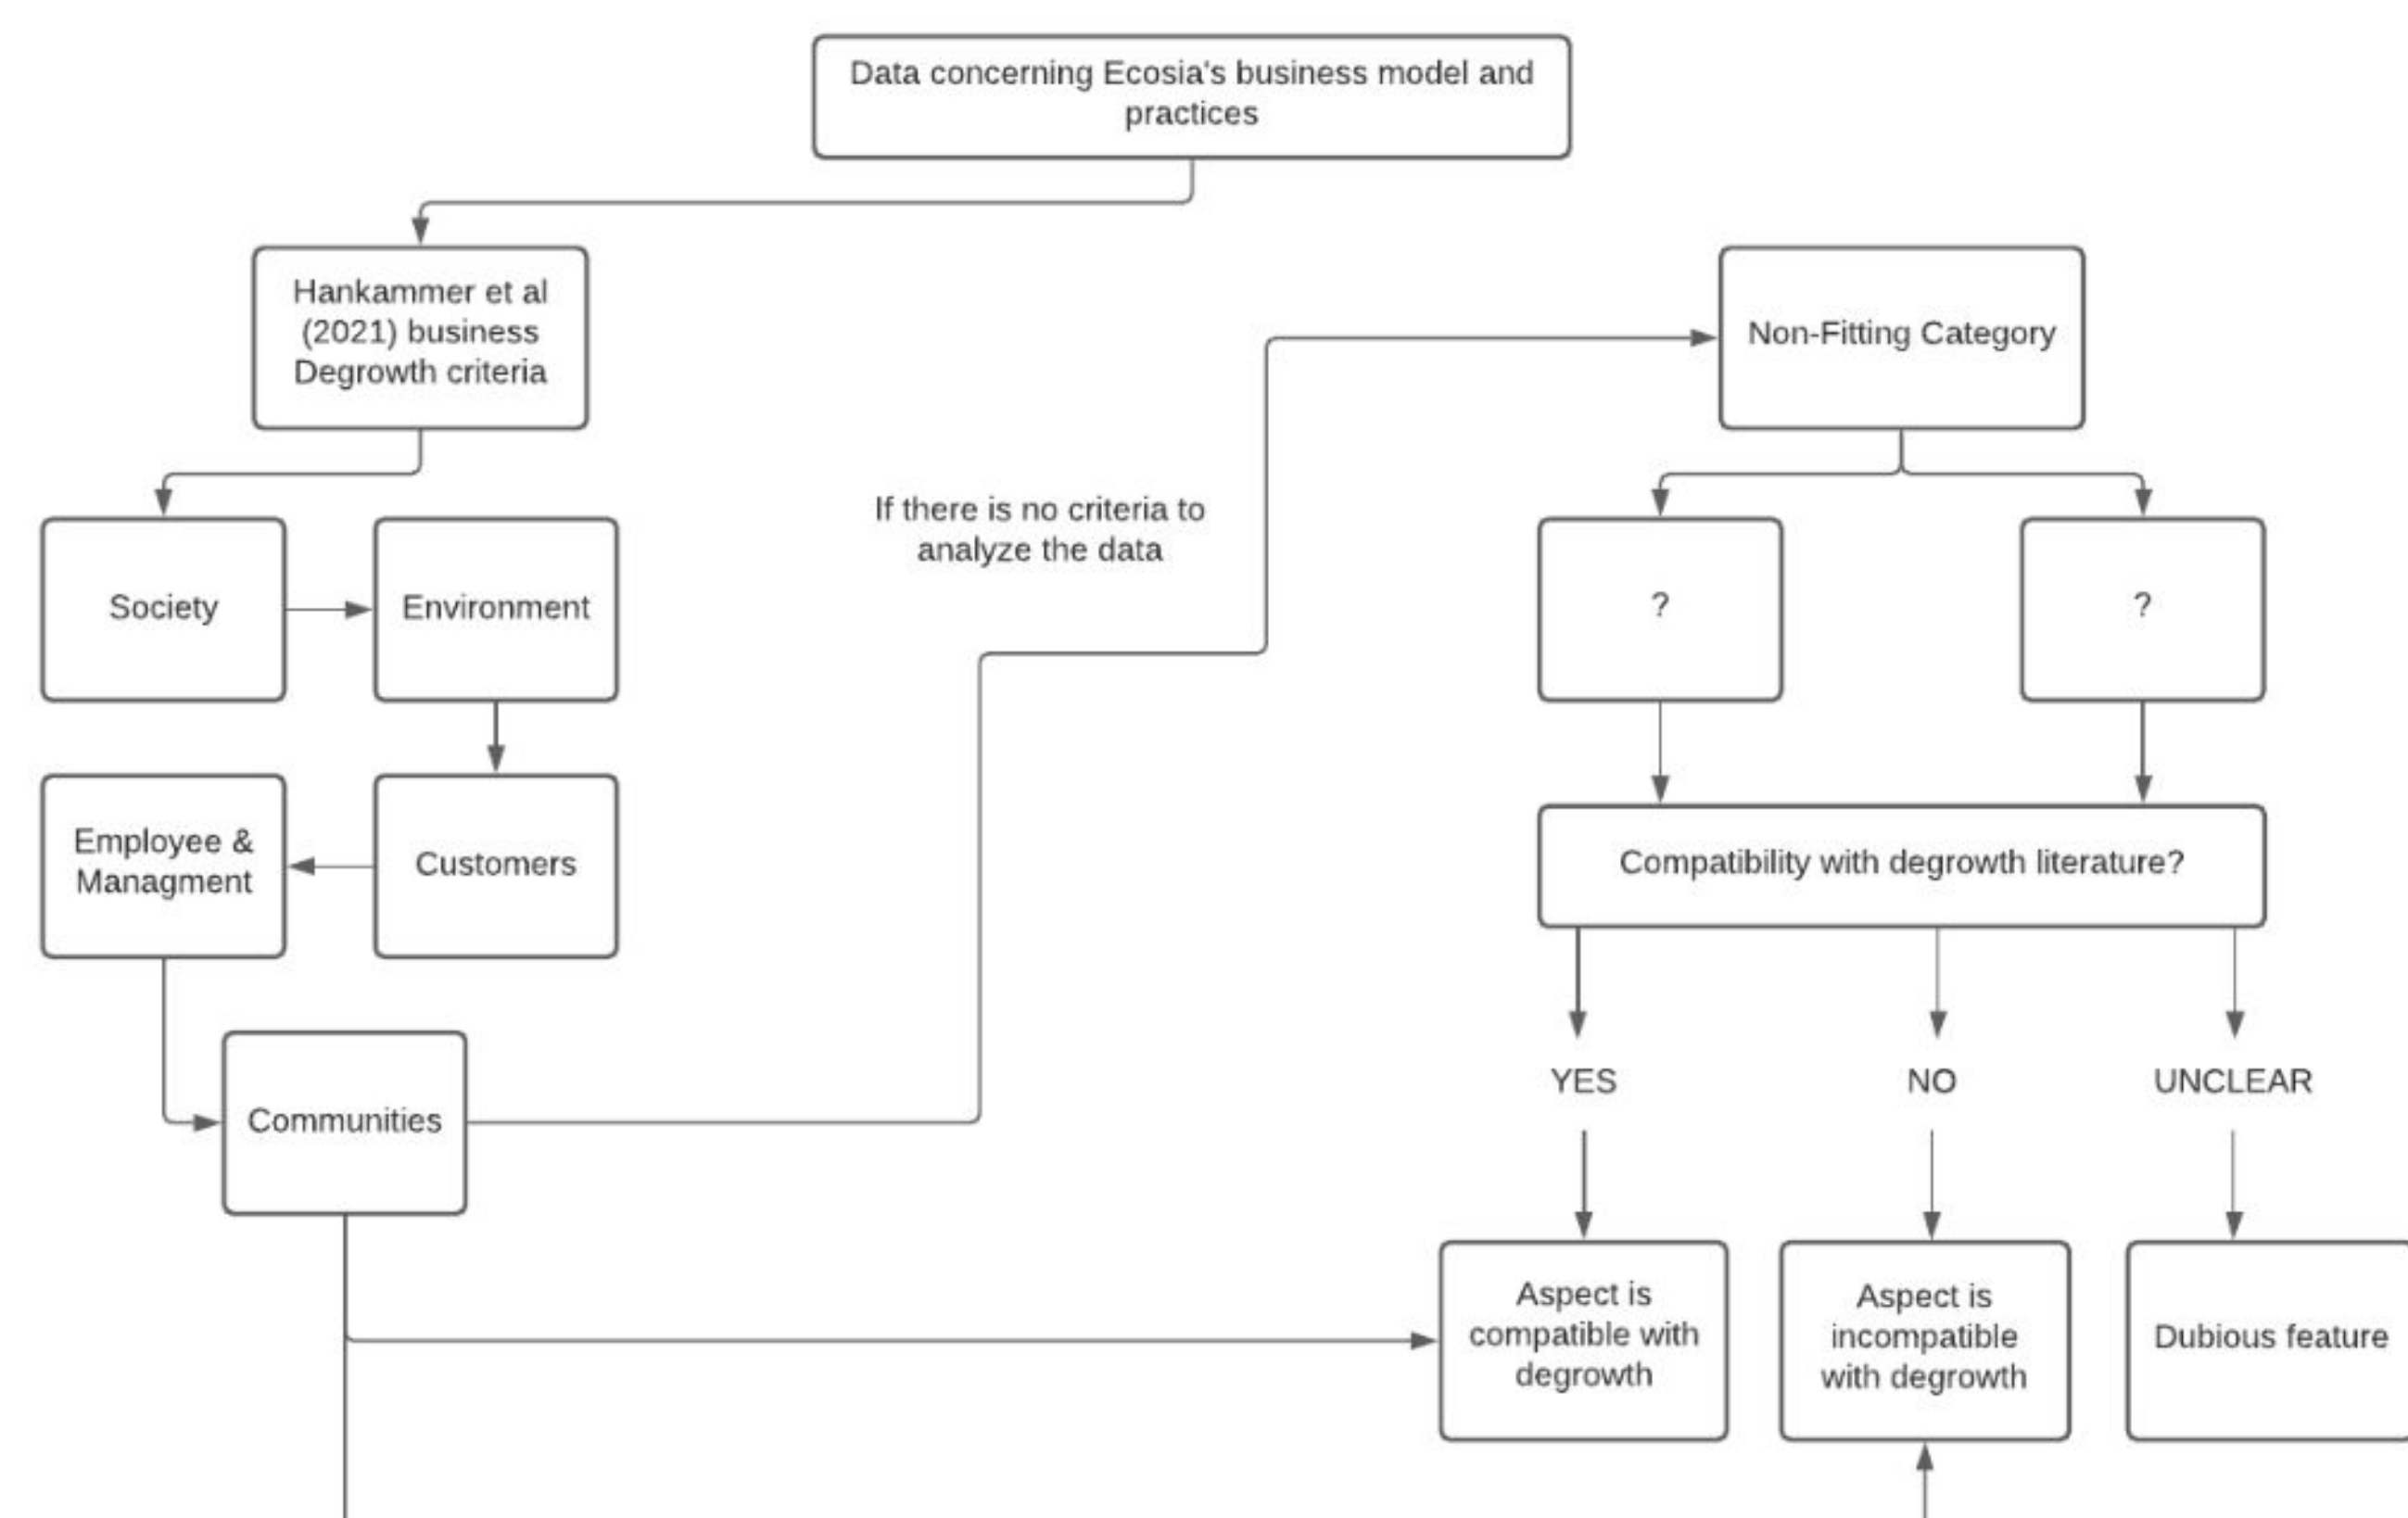 Data concerning Ecosia's business model and
practices
Hankammer et al
(2021) business
Degrowth criteria
Non-Fitting Category
If there is no criteria to
analyze the data
Society
Environment
?
?
Employee &
Managment
Customers
Compatibility with degrowth literature?
Communities
YES
NO
UNCLEAR
Aspect is
compatible with
degrowth
Aspect is
incompatible
with degrowth
Dubious feature